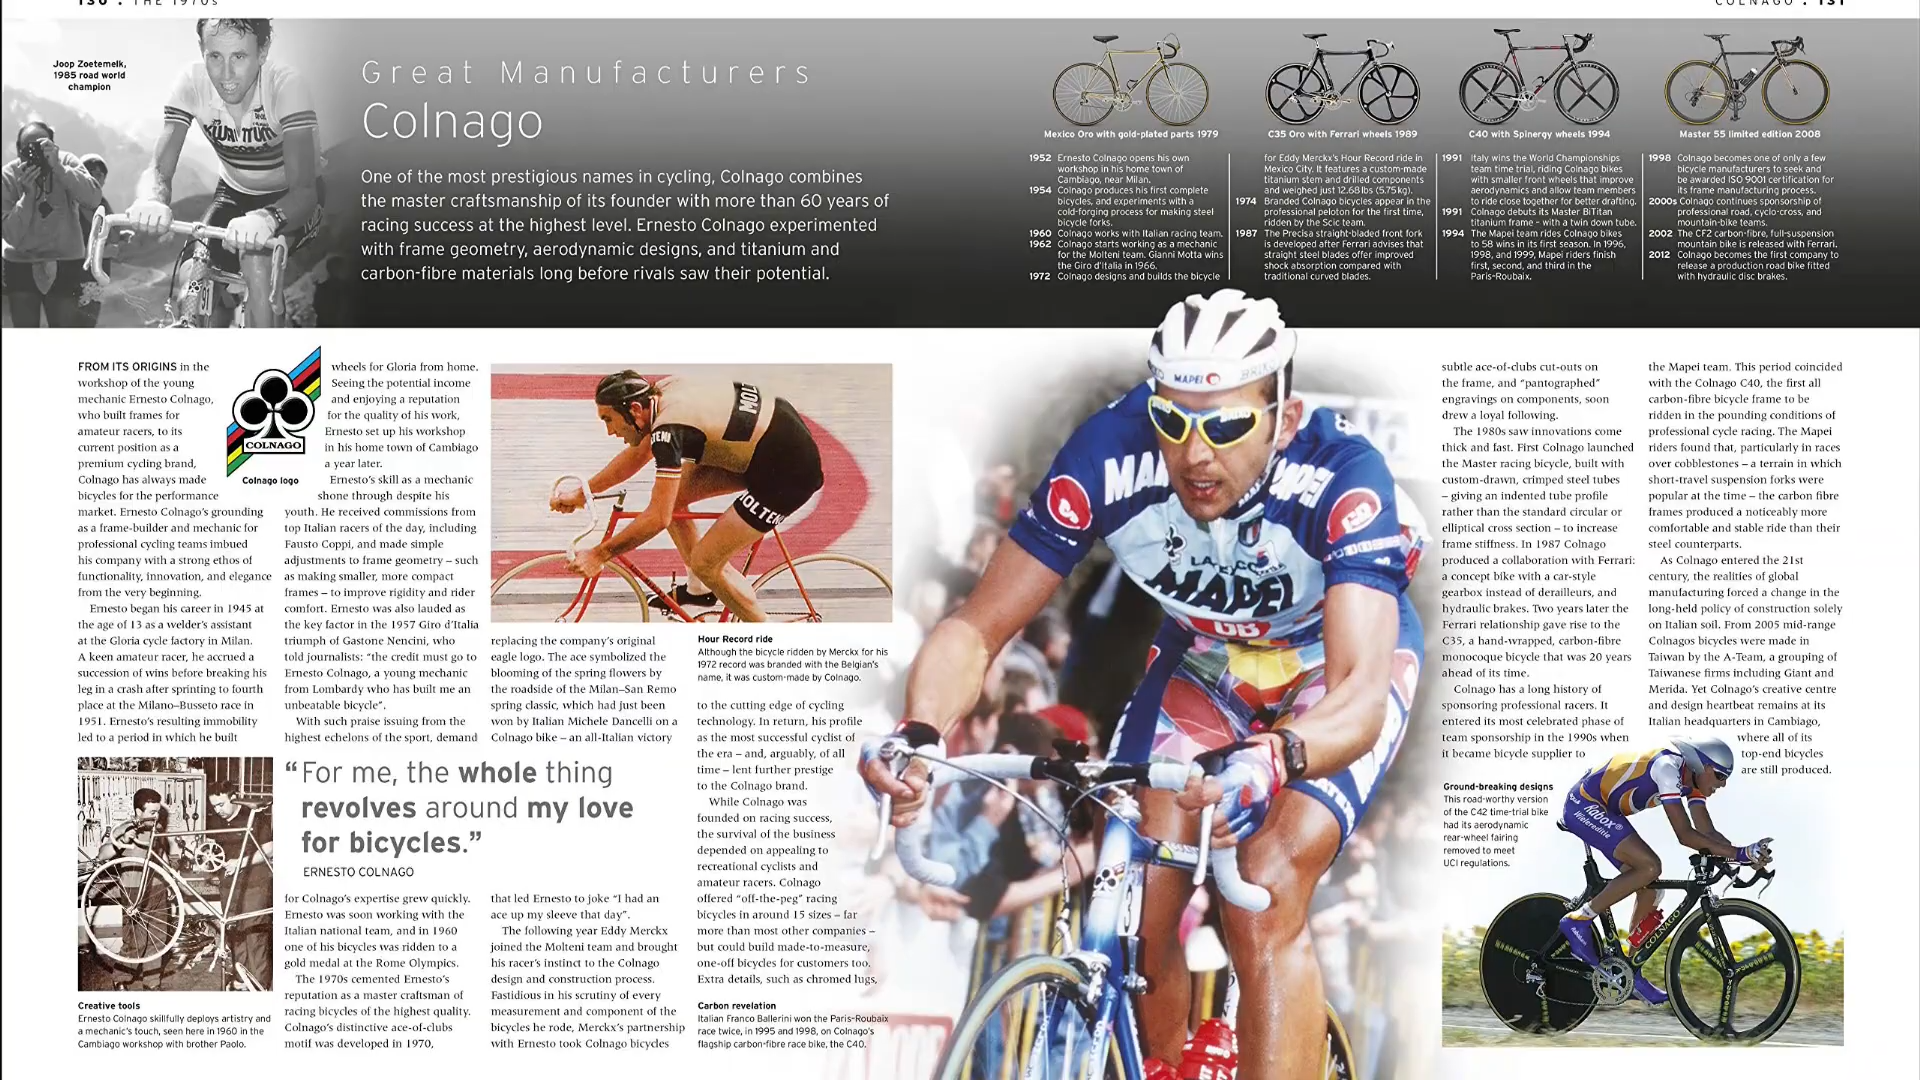 130 . THE 1970s
COLNAGO . 131
Joop Zoetemelk,
1985 road world
champion
Great Manufacturers
Colnago
One of the most prestigious names in cycling, Colnago combines
the master craftsmanship of its founder with more than 60 years of
racing success at the highest level. Ernesto Colnago experimented
with frame geometry, aerodynamic designs, and titanium and
carbon-fibre materials long before rivals saw their potential.
Mexico Oro with gold-plated parts 1979
C35 Oro with Ferrari wheels 1989
C40 with Spinergy wheels 1994
Master 55 limited edition 2008
1952 Ernesto Colnago opens his own
workshop in his home town of
Cambiago, near Milan.
1954 Colnago produces his first complete
bicycles, and experiments with a
cold-forging process for making steel
bicycle forks.
1960 Colnago works with Italian racing team.
1962 Colnago starts working as a mechanic
for the Molteni team. Gianni Motta wins
the Giro d'Italia in 1966.
1972 Colnago designs and builds the bicycle
for Eddy Merckx's Hour Record ride in
Mexico City. It features a custom-made
titanium stem and drilled components
and weighed just 12.68 lbs (5.75 kg).
1974 Branded Colnago bicycles appear in the
professional peloton for the first time,
ridden by the Scic team.
1987 The Precisa straight-bladed front fork
is developed after Ferrari advises that
straight steel blades offer improved
shock absorption compared with
traditional curved blades.
1991 Italy wins the World Championships
team time trial, riding Colnago bikes
with smaller front wheels that improve
aerodynamics and allow team members
to ride close together for better drafting.
1991 Colnago debuts its Master BiTitan
titanium frame – with a twin down tube.
1994 The Mapei team rides Colnago bikes
to 58 wins in its first season. In 1996,
1998, and 1999, Mapei riders finish
first, second, and third in the
Paris–Roubaix.
1998 Colnago becomes one of only a few
bicycle manufacturers to seek and
be awarded ISO 9001 certification for
its frame manufacturing process.
2000s Colnago continues sponsorship of
professional road, cyclo-cross, and
mountain-bike teams.
2002 The CF2 carbon-fibre, full-suspension
mountain bike is released with Ferrari.
2012 Colnago becomes the first company to
release a production road bike fitted
with hydraulic disc brakes.
FROM ITS ORIGINS in the
workshop of the young
mechanic Ernesto Colnago,
who built frames for
amateur racers, to its
current position as a
premium cycling brand,
Colnago has always made
bicycles for the performance
market. Ernesto Colnago's grounding
as a frame-builder and mechanic for
professional cycling teams imbued
his company with a strong ethos of
functionality, innovation, and elegance
from the very beginning.
Ernesto began his career in 1945 at
the age of 13 as a welder's assistant
at the Gloria cycle factory in Milan.
A keen amateur racer, he accrued a
succession of wins before breaking his
leg in a crash after sprinting to fourth
place at the Milano–Busseto race in
1951. Ernesto's resulting immobility
led to a period in which he built
COLNAGO
Colnago logo
wheels for Gloria from home.
Seeing the potential income
and enjoying a reputation
for the quality of his work,
Ernesto set up his workshop
in his home town of Cambiago
a year later.
Ernesto's skill as a mechanic
shone through despite his
youth. He received commissions from
top Italian racers of the day, including
Fausto Coppi, and made simple
adjustments to frame geometry – such
as making smaller, more compact
frames – to improve rigidity and rider
comfort. Ernesto was also lauded as
the key factor in the 1957 Giro d'Italia
triumph of Gastone Nencini, who
told journalists: "the credit must go to
Ernesto Colnago, a young mechanic
from Lombardy who has built me an
unbeatable bicycle".
With such praise issuing from the
highest echelons of the sport, demand
Creative tools
Ernesto Colnago skillfully deploys artistry and
a mechanic's touch, seen here in 1960 in the
Cambiago workshop with brother Paolo.
"For me, the whole thing
revolves around my love
for bicycles."
ERNESTO COLNAGO
for Colnago's expertise grew quickly.
Ernesto was soon working with the
Italian national team, and in 1960
one of his bicycles was ridden to a
gold medal at the Rome Olympics.
The 1970s cemented Ernesto's
reputation as a master craftsman of
racing bicycles of the highest quality.
Colnago's distinctive ace-of-clubs
motif was developed in 1970,
MOLTENI
replacing the company's original
eagle logo. The ace symbolized the
blooming of the spring flowers by
the roadside of the Milan–San Remo
spring classic, which had just been
won by Italian Michele Dancelli on a
Colnago bike – an all-Italian victory
that led Ernesto to joke "I had an
ace up my sleeve that day".
The following year Eddy Merckx
joined the Molteni team and brought
his racer's instinct to the Colnago
design and construction process.
Fastidious in his scrutiny of every
measurement and component of the
bicycles he rode, Merckx's partnership
with Ernesto took Colnago bicycles
Hour Record ride
Although the bicycle ridden by Merckx for his
1972 record was branded with the Belgian's
name, it was custom-made by Colnago.
to the cutting edge of cycling
technology. In return, his profile
as the most successful cyclist of
the era – and, arguably, of all
time – lent further prestige
to the Colnago brand.
While Colnago was
founded on racing success,
the survival of the business
depended on appealing to
recreational cyclists and
amateur racers. Colnago
offered "off-the-peg" racing
bicycles in around 15 sizes – far
more than most other companies –
but could build made-to-measure,
one-off bicycles for customers too.
Extra details, such as chromed lugs,
Carbon revelation
Italian Franco Ballerini won the Paris-Roubaix
race twice, in 1995 and 1998, on Colnago's
flagship carbon-fibre race bike, the C40.
MAPEI
MAPEI
GB
subtle ace-of-clubs cut-outs on
the frame, and "pantographed"
engravings on components, soon
drew a loyal following.
The 1980s saw innovations come
thick and fast. First Colnago launched
the Master racing bicycle, built with
custom-drawn, crimped steel tubes
– giving an indented tube profile
rather than the standard circular or
elliptical cross section – to increase
frame stiffness. In 1987 Colnago
produced a collaboration with Ferrari:
a concept bike with a car-style
gearbox instead of derailleurs, and
hydraulic brakes. Two years later the
Ferrari relationship gave rise to the
C35, a hand-wrapped, carbon-fibre
monocoque bicycle that was 20 years
ahead of its time.
Colnago has a long history of
sponsoring professional racers. It
entered its most celebrated phase of
team sponsorship in the 1990s when
it became bicycle supplier to
the Mapei team. This period coincided
with the Colnago C40, the first all
carbon-fibre bicycle frame to be
ridden in the pounding conditions of
professional cycle racing. The Mapei
riders found that, particularly in races
over cobblestones – a terrain in which
short-travel suspension forks were
popular at the time – the carbon fibre
frames produced a noticeably more
comfortable and stable ride than their
steel counterparts.
As Colnago entered the 21st
century, the realities of global
manufacturing forced a change in the
long-held policy of construction solely
on Italian soil. From 2005 mid-range
Colnagos bicycles were made in
Taiwan by the A-Team, a grouping of
Taiwanese firms including Giant and
Merida. Yet Colnago's creative centre
and design heartbeat remains at its
Italian headquarters in Cambiago,
where all of its
top-end bicycles
are still produced.
Ground-breaking designs
This road-worthy version
of the C42 time-trial bike
had its aerodynamic
rear-wheel fairing
removed to meet
UCI regulations.
Rabox®
COLNAGO